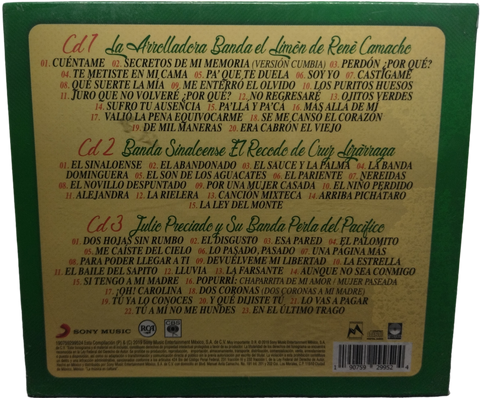 Cd 1 La Arrolladora Banda el Limón de René Camacho
01. CUÉNTAME 02. SECRETOS DE MI MEMORIA (VERSIÓN CUMBIA) 03. PERDÓN ¿POR QUÉ?
04. TE METISTE EN MI CAMA 05. PA' QUE TE DUELA 06. SOY YO 07. CASTÍGAME
08. QUÉ SUERTE LA MÍA 09. ME ENTERRÓ EL OLVIDO 10. LOS PURITOS HUESOS
11. JURO QUE NO VOLVERÉ ¿POR QUÉ? 12. NO REGRESARÉ 13. OJITOS VERDES
14. SUFRO TU AUSENCIA 15. PA'LLA Y PA'CA 16. MÁS ALLÁ DE MÍ
17. VALIÓ LA PENA EQUIVOCARME 18. SE ME CANSÓ EL CORAZÓN
19. DE MIL MANERAS 20. ERA CABRÓN EL VIEJO
Cd 2 Banda Sinaloense El Recodo de Cruz Lizárraga
01. EL SINALOENSE 02. EL ABANDONADO 03. EL SAUCE Y LA PALMA 04. LA BANDA
DOMINGUERA 05. EL SON DE LOS AGUACATES 06. EL PARIENTE 07. NEREIDAS
08. EL NOVILLO DESPUNTADO 09. POR UNA MUJER CASADA 10. EL NIÑO PERDIDO
11. ALEJANDRA 12. LA RIELERA 13. CANCIÓN MIXTECA 14. ARRIBA PICHATARO
15. LA LEY DEL MONTE
Cd 3 Julio Preciado y Su Banda Perla del Pacífico
01. DOS HOJAS SIN RUMBO 02. EL DISGUSTO 03. ESA PARED 04. EL PALOMITO
05. ME CAÍSTE DEL CIELO 06. LO PASADO, PASADO 07. UNA PÁGINA MÁS
08. PARA PODER LLEGAR A TI 09. DEVUÉLVEME MI LIBERTAD 10. LA ESTRELLA
11. EL BAILE DEL SAPITO 12. LLUVIA 13. LA FARSANTE 14. AUNQUE NO SEA CONMIGO
15. SI TENGO A MI MADRE 16. POPURRÍ: CHAPARRITA DE MI AMOR / MUJER PASEADA
17. ¡OH! CAROLINA 18. DOS CORONAS (DOS CORONAS A MI MADRE)
19. TÚ YA LO CONOCES 20. Y QUÉ DIJISTE TÚ 21. LO VAS A PAGAR
22. TÚ A MÍ NO ME HUNDES 23. EN EL ÚLTIMO TRAGO
SONY MUSIC RCA CBS